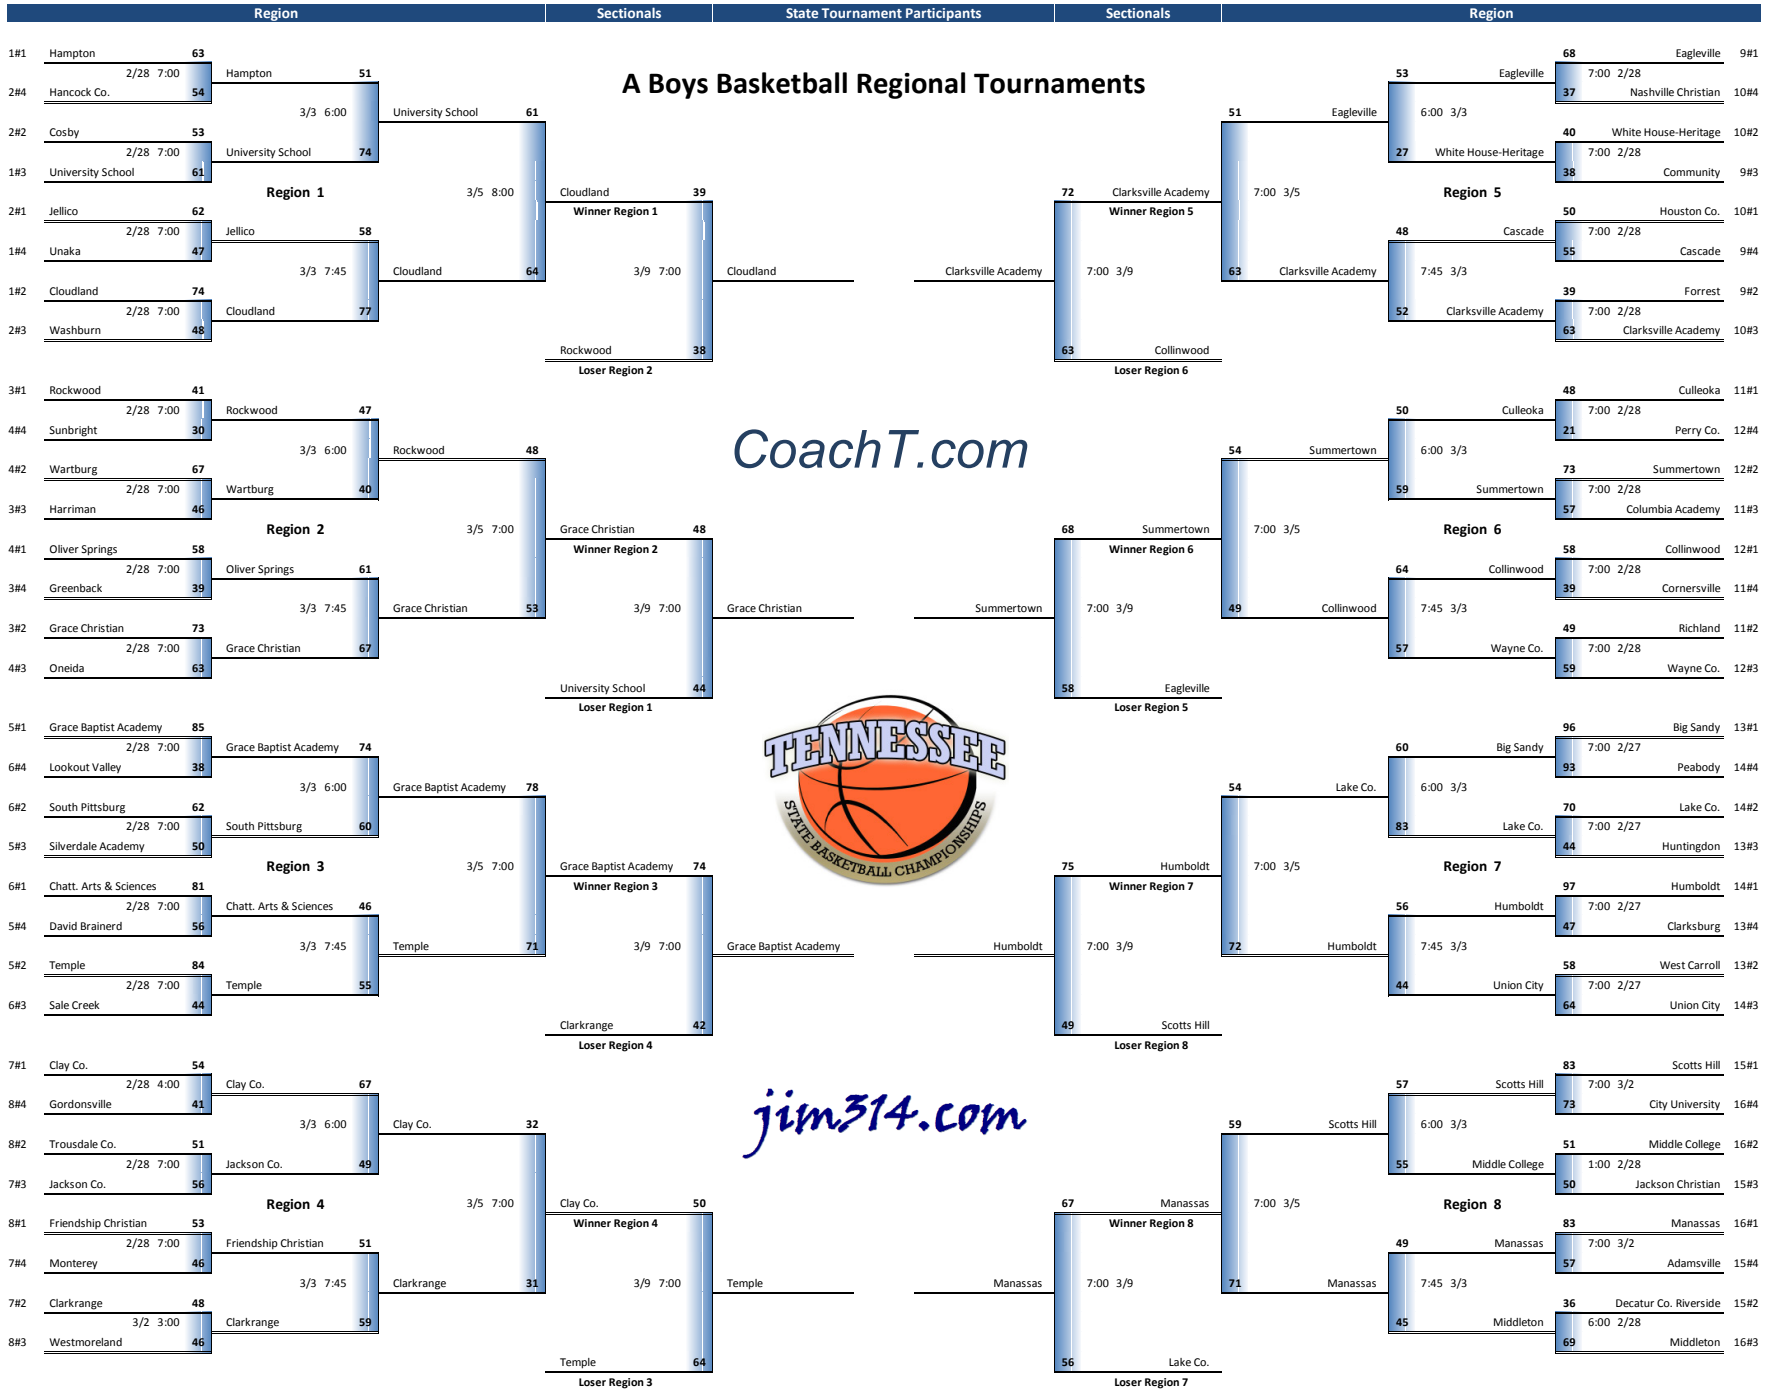 Region Sectionals State Tournament Participants Sectionals Region
A Boys Basketball Regional Tournaments
1#1 Hampton 63
2/28 7:00 Hampton 51
2#4 Hancock Co. 54
3/3 6:00 University School 61
2#2 Cosby 53
2/28 7:00 University School 74
1#3 University School 61
Region 1 3/5 8:00 Cloudland 39
Winner Region 1
2#1 Jellico 62
2/28 7:00 Jellico 58
1#4 Unaka 47
3/3 7:45 Cloudland 64 3/9 7:00 Cloudland
1#2 Cloudland 74
2/28 7:00 Cloudland 77
2#3 Washburn 48
Rockwood 38
Loser Region 2
3#1 Rockwood 41
2/28 7:00 Rockwood 47
4#4 Sunbright 30
3/3 6:00 Rockwood 48
4#2 Wartburg 67
2/28 7:00 Wartburg 40
3#3 Harriman 46
Region 2 3/5 7:00 Grace Christian 48
Winner Region 2
4#1 Oliver Springs 58
2/28 7:00 Oliver Springs 61
3#4 Greenback 39
3/3 7:45 Grace Christian 53 3/9 7:00 Grace Christian
3#2 Grace Christian 73
2/28 7:00 Grace Christian 67
4#3 Oneida 63
University School 44
Loser Region 1
5#1 Grace Baptist Academy 85
2/28 7:00 Grace Baptist Academy 74
6#4 Lookout Valley 38
3/3 6:00 Grace Baptist Academy 78
6#2 South Pittsburg 62
2/28 7:00 South Pittsburg 60
5#3 Silverdale Academy 50
Region 3 3/5 7:00 Grace Baptist Academy 74
Winner Region 3
6#1 Chatt. Arts & Sciences 81
2/28 7:00 Chatt. Arts & Sciences 46
5#4 David Brainerd 56
3/3 7:45 Temple 71 3/9 7:00 Grace Baptist Academy
5#2 Temple 84
2/28 7:00 Temple 55
6#3 Sale Creek 44
Clarkrange 42
Loser Region 4
7#1 Clay Co. 54
2/28 4:00 Clay Co. 67
8#4 Gordonsville 41
3/3 6:00 Clay Co. 32
8#2 Trousdale Co. 51
2/28 7:00 Jackson Co. 49
7#3 Jackson Co. 56
Region 4 3/5 7:00 Clay Co. 50
Winner Region 4
8#1 Friendship Christian 53
2/28 7:00 Friendship Christian 51
7#4 Monterey 46
3/3 7:45 Clarkrange 31 3/9 7:00 Temple
7#2 Clarkrange 48
3/2 3:00 Clarkrange 59
8#3 Westmoreland 46
Temple 64
Loser Region 3
CoachT.com
TENNESSEE
STATE BASKETBALL CHAMPIONSHIPS
jim314.com
68 Eagleville 9#1
53 Eagleville 7:00 2/28
37 Nashville Christian 10#4
51 Eagleville 6:00 3/3
40 White House-Heritage 10#2
27 White House-Heritage 7:00 2/28
38 Community 9#3
72 Clarksville Academy 7:00 3/5 Region 5
Winner Region 5
50 Houston Co. 10#1
48 Cascade 7:00 2/28
55 Cascade 9#4
Clarksville Academy 7:00 3/9 63 Clarksville Academy 7:45 3/3
39 Forrest 9#2
52 Clarksville Academy 7:00 2/28
63 Clarksville Academy 10#3
63 Collinwood
Loser Region 6
48 Culleoka 11#1
50 Culleoka 7:00 2/28
21 Perry Co. 12#4
54 Summertown 6:00 3/3
73 Summertown 12#2
59 Summertown 7:00 2/28
57 Columbia Academy 11#3
68 Summertown 7:00 3/5 Region 6
Winner Region 6
58 Collinwood 12#1
64 Collinwood 7:00 2/28
39 Cornersville 11#4
Summertown 7:00 3/9 49 Collinwood 7:45 3/3
49 Richland 11#2
57 Wayne Co. 7:00 2/28
59 Wayne Co. 12#3
58 Eagleville
Loser Region 5
96 Big Sandy 13#1
60 Big Sandy 7:00 2/27
93 Peabody 14#4
54 Lake Co. 6:00 3/3
70 Lake Co. 14#2
83 Lake Co. 7:00 2/27
44 Huntingdon 13#3
75 Humboldt 7:00 3/5 Region 7
Winner Region 7
97 Humboldt 14#1
56 Humboldt 7:00 2/27
47 Clarksburg 13#4
Humboldt 7:00 3/9 72 Humboldt 7:45 3/3
58 West Carroll 13#2
44 Union City 7:00 2/27
64 Union City 14#3
49 Scotts Hill
Loser Region 8
83 Scotts Hill 15#1
57 Scotts Hill 7:00 3/2
73 City University 16#4
59 Scotts Hill 6:00 3/3
51 Middle College 16#2
55 Middle College 1:00 2/28
50 Jackson Christian 15#3
67 Manassas 7:00 3/5 Region 8
Winner Region 8
83 Manassas 16#1
49 Manassas 7:00 3/2
57 Adamsville 15#4
Manassas 7:00 3/9 71 Manassas 7:45 3/3
36 Decatur Co. Riverside 15#2
45 Middleton 6:00 2/28
69 Middleton 16#3
56 Lake Co.
Loser Region 7